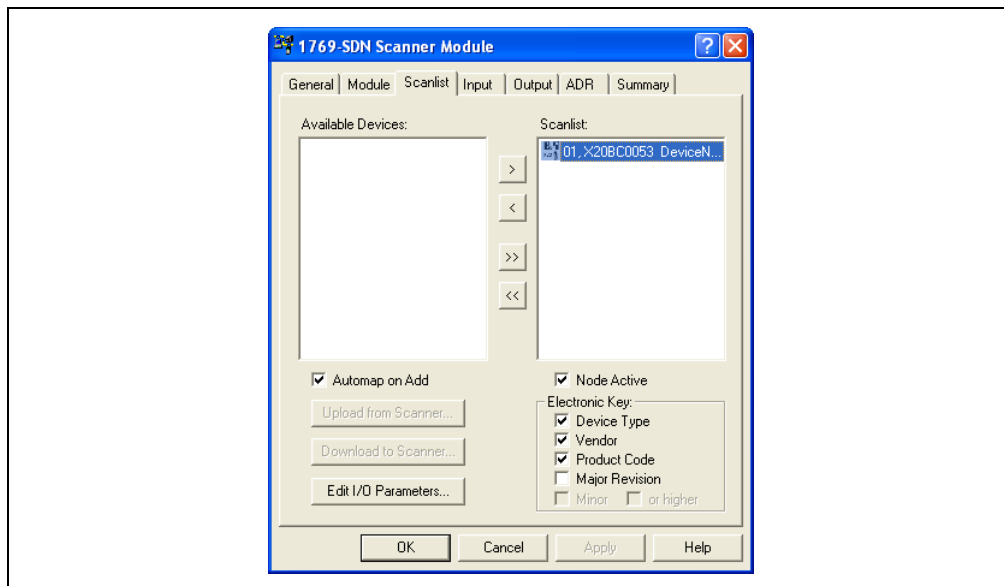 1769-SDN Scanner Module
General Module Scanlist Input Output ADR Summary
Available Devices:
Scanlist:
01, X20BC0053 DeviceN...
>
<
>>
<<
Automap on Add
Node Active
Upload from Scanner...
Download to Scanner...
Edit I/O Parameters...
Electronic Key:
Device Type
Vendor
Product Code
Major Revision
Minor or higher
OK Cancel Apply Help